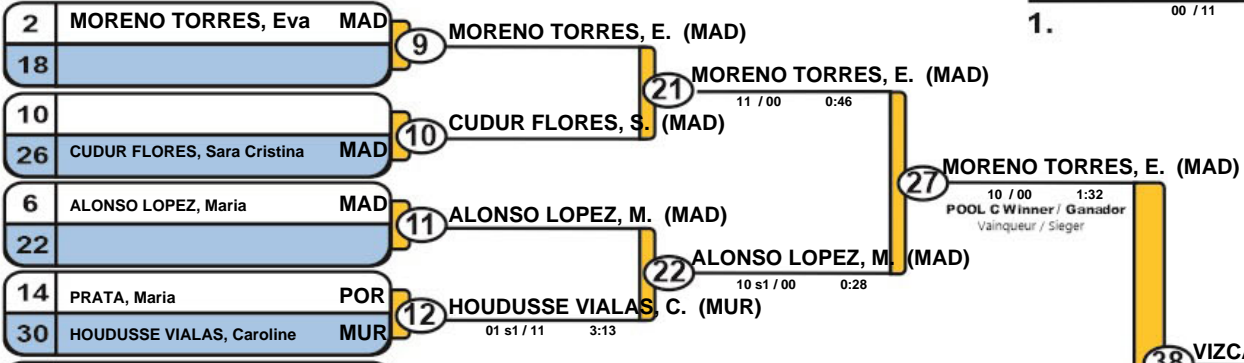 00 / 11
1.
2 MORENO TORRES, Eva MAD
18
9
MORENO TORRES, E. (MAD)
21
MORENO TORRES, E. (MAD)
11 / 00 0:46
10
26 CUDUR FLORES, Sara Cristina MAD
10
CUDUR FLORES, S. (MAD)
27
MORENO TORRES, E. (MAD)
10 / 00 1:32
POOL C Winner / Ganador
Vainqueur / Sieger
6 ALONSO LOPEZ, Maria MAD
22
11
ALONSO LOPEZ, M. (MAD)
22
ALONSO LOPEZ, M. (MAD)
10 s1 / 00 0:28
14 PRATA, Maria POR
30 HOUDUSSE VIALAS, Caroline MUR
12
HOUDUSSE VIALAS, C. (MUR)
01 s1 / 11 3:13
38